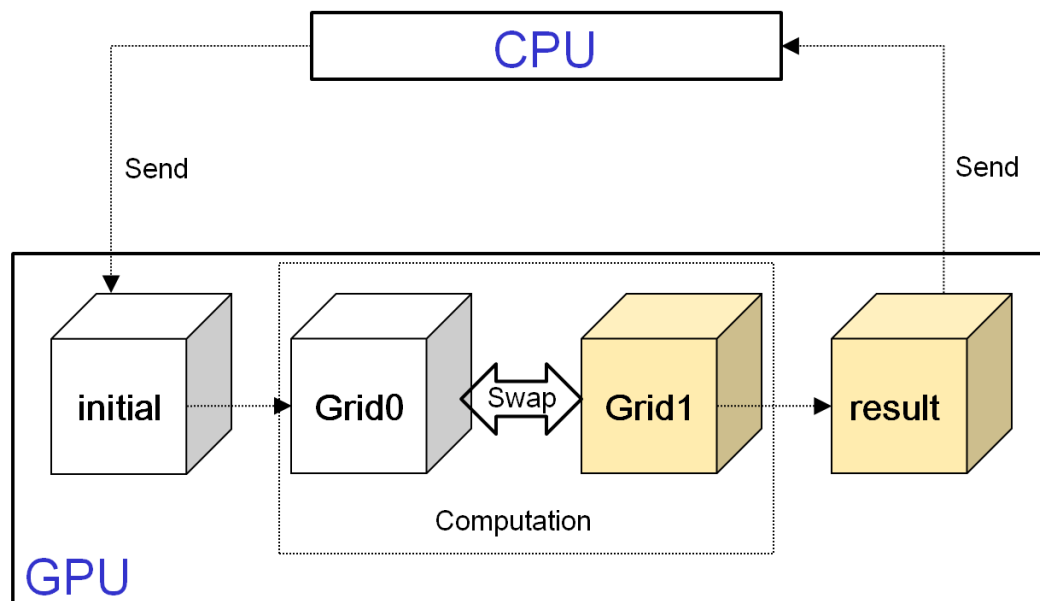 CPU
Send
Send
initial
Grid0
Swap
Grid1
result
Computation
GPU